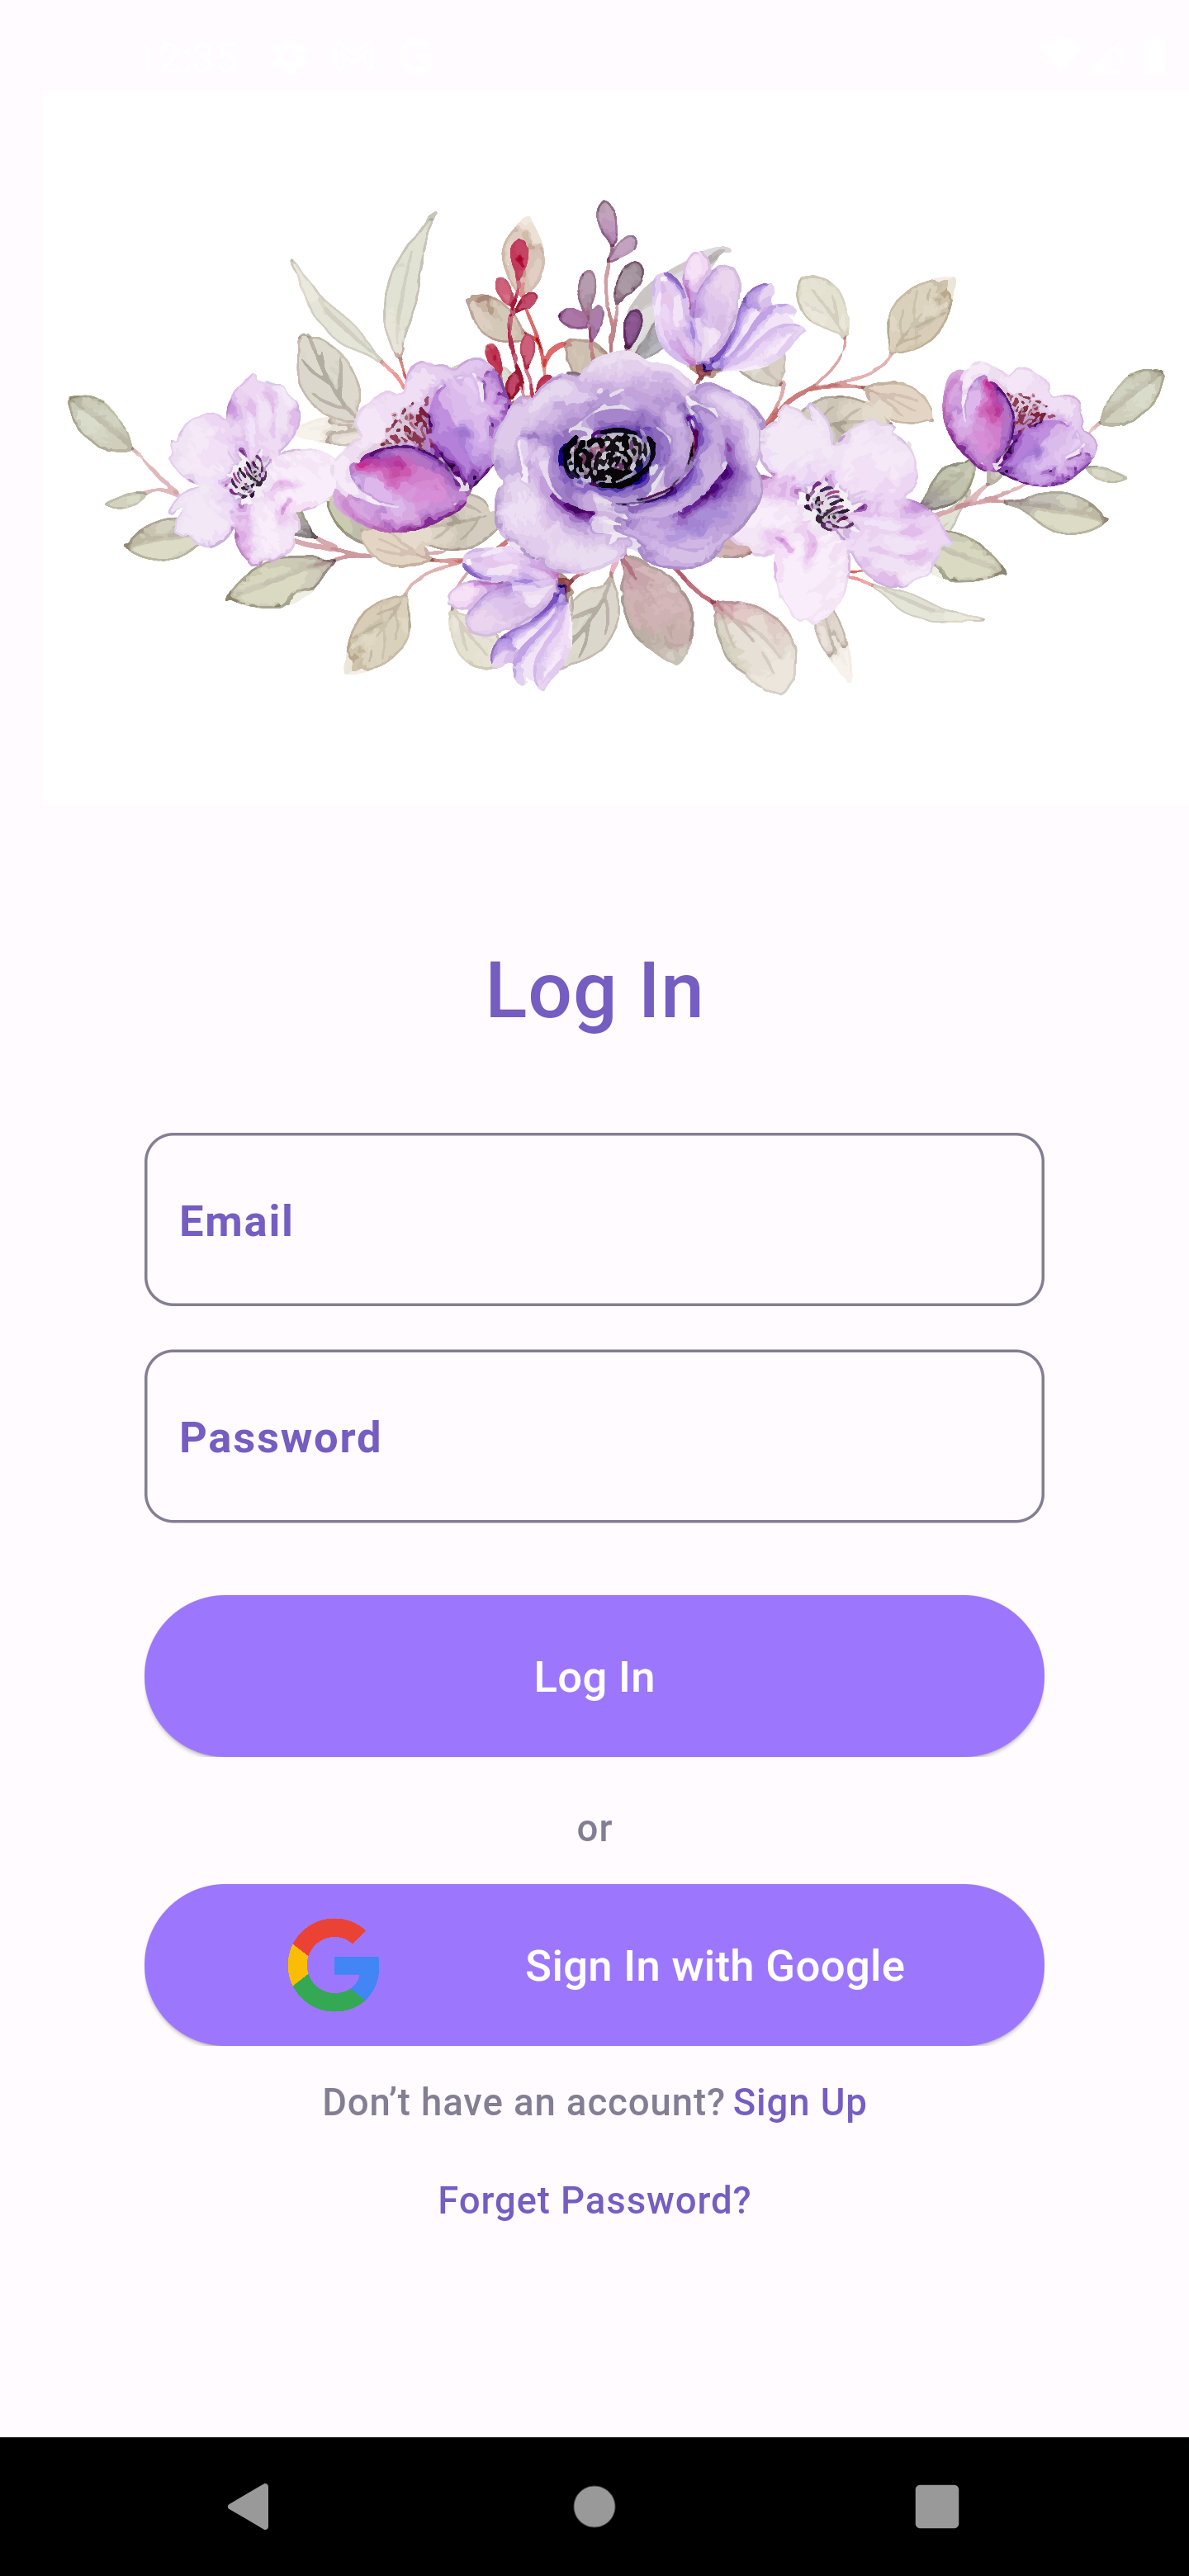 Log In
Email
Password
Log In
or
Sign In with Google
Don’t have an account? Sign Up
Forget Password?